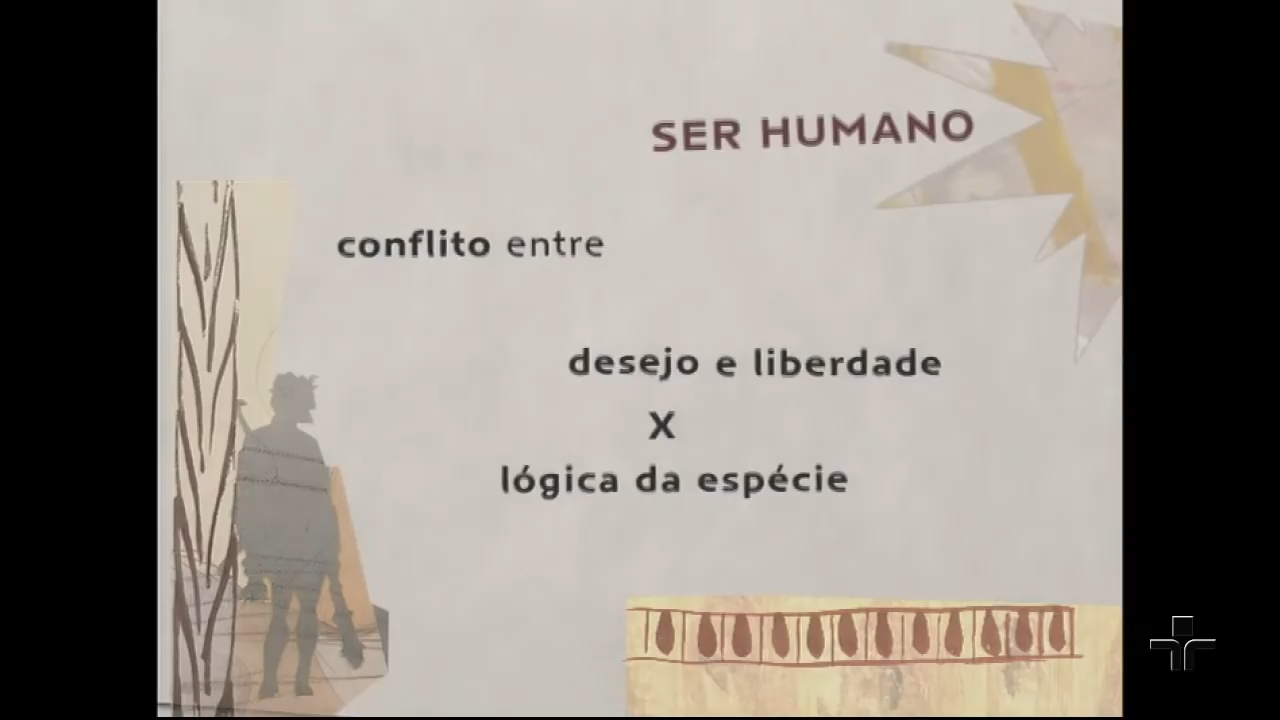 SER HUMANO
conflito entre
desejo e liberdade
X
lógica da espécie